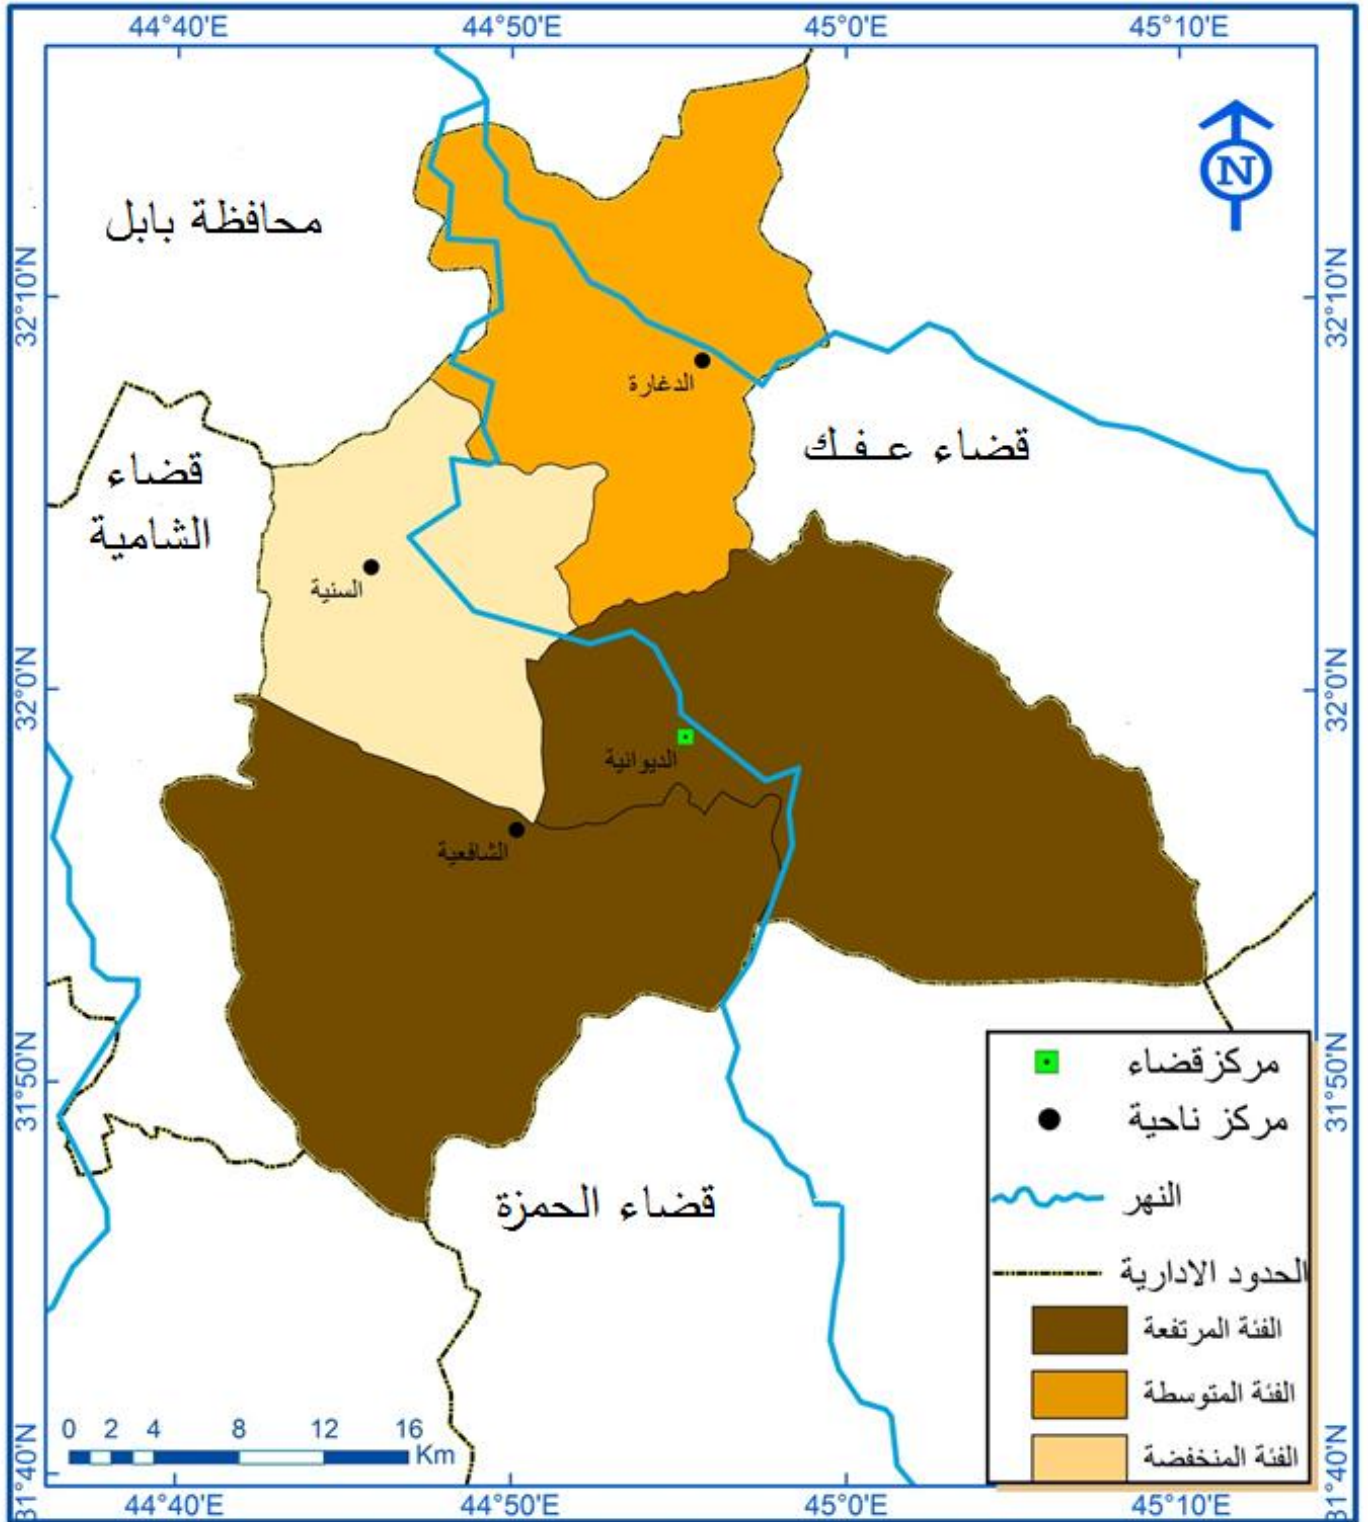 44°40'E
44°50'E
45°0'E
45°10'E
N
محافظة بابل
32°10'N
32°10'N
الدغارة
قضاء عـفـك
قضاء
الشامية
السنية
32°0'N
32°0'N
الديوانية
الشافعية
31°50'N
31°50'N
قضاء الحمزة
مركزقضاء
مركز ناحية
النهر
الحدود الادارية
الفئة المرتفعة
الفئة المتوسطة
الفئة المنخفضة
0 2 4 8 12 16
Km
31°40'N
31°40'N
44°40'E
44°50'E
45°0'E
45°10'E